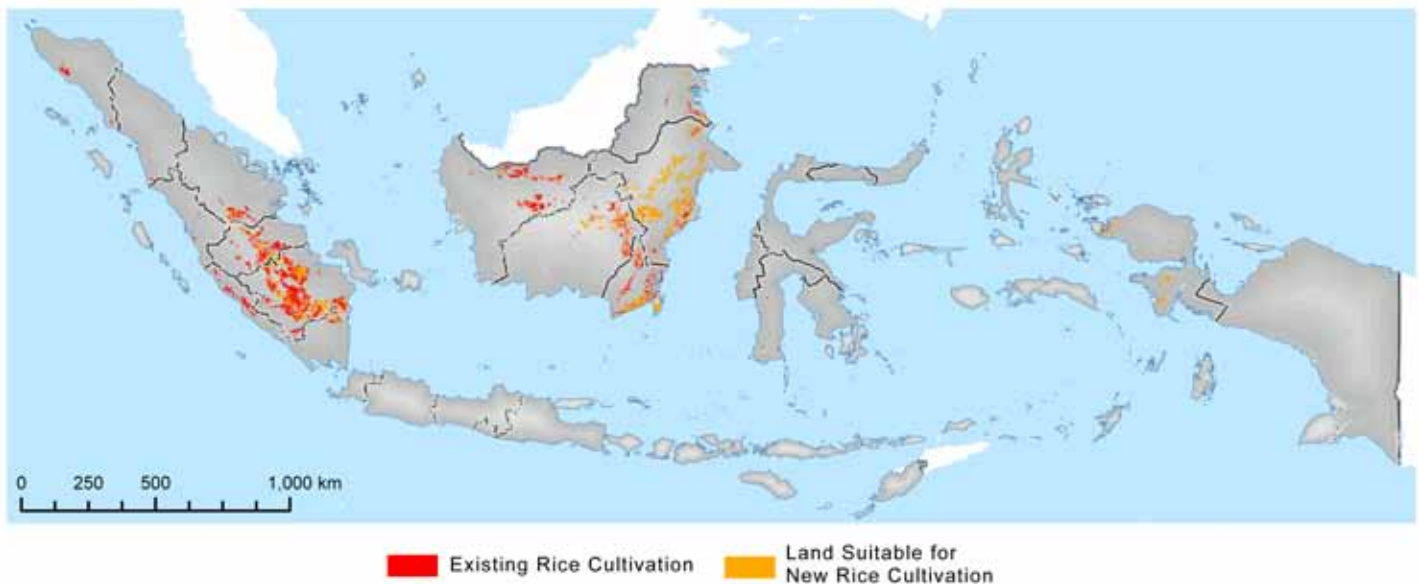 0 250 500 1,000 km
Existing Rice Cultivation
Land Suitable for
New Rice Cultivation